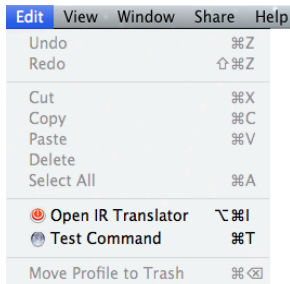 Edit View Window Share Help
Undo ⌘Z
Redo ⇧⌘Z
Cut ⌘X
Copy ⌘C
Paste ⌘V
Delete
Select All ⌘A
Open IR Translator ⌥⌘I
Test Command ⌘T
Move Profile to Trash ⌘⌫